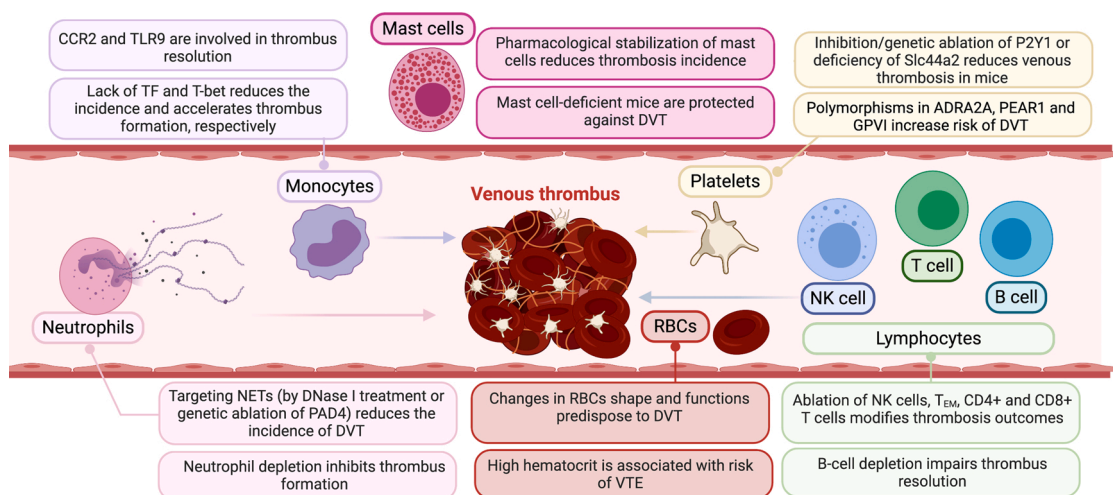 CCR2 and TLR9 are involved in thrombus
resolution
Lack of TF and T-bet reduces the
incidence and accelerates thrombus
formation, respectively
Mast cells
Pharmacological stabilization of mast
cells reduces thrombosis incidence
Mast cell-deficient mice are protected
against DVT
Inhibition/genetic ablation of P2Y1 or
deficiency of Slc44a2 reduces venous
thrombosis in mice
Polymorphisms in ADRA2A, PEAR1 and
GPVI increase risk of DVT
Monocytes
Venous thrombus
Platelets
Neutrophils
RBCs
NK cell
T cell
B cell
Lymphocytes
Targeting NETs (by DNase I treatment or
genetic ablation of PAD4) reduces the
incidence of DVT
Neutrophil depletion inhibits thrombus
formation
Changes in RBCs shape and functions
predispose to DVT
High hematocrit is associated with risk
of VTE
Ablation of NK cells, TEM, CD4+ and CD8+
T cells modifies thrombosis outcomes
B-cell depletion impairs thrombus
resolution